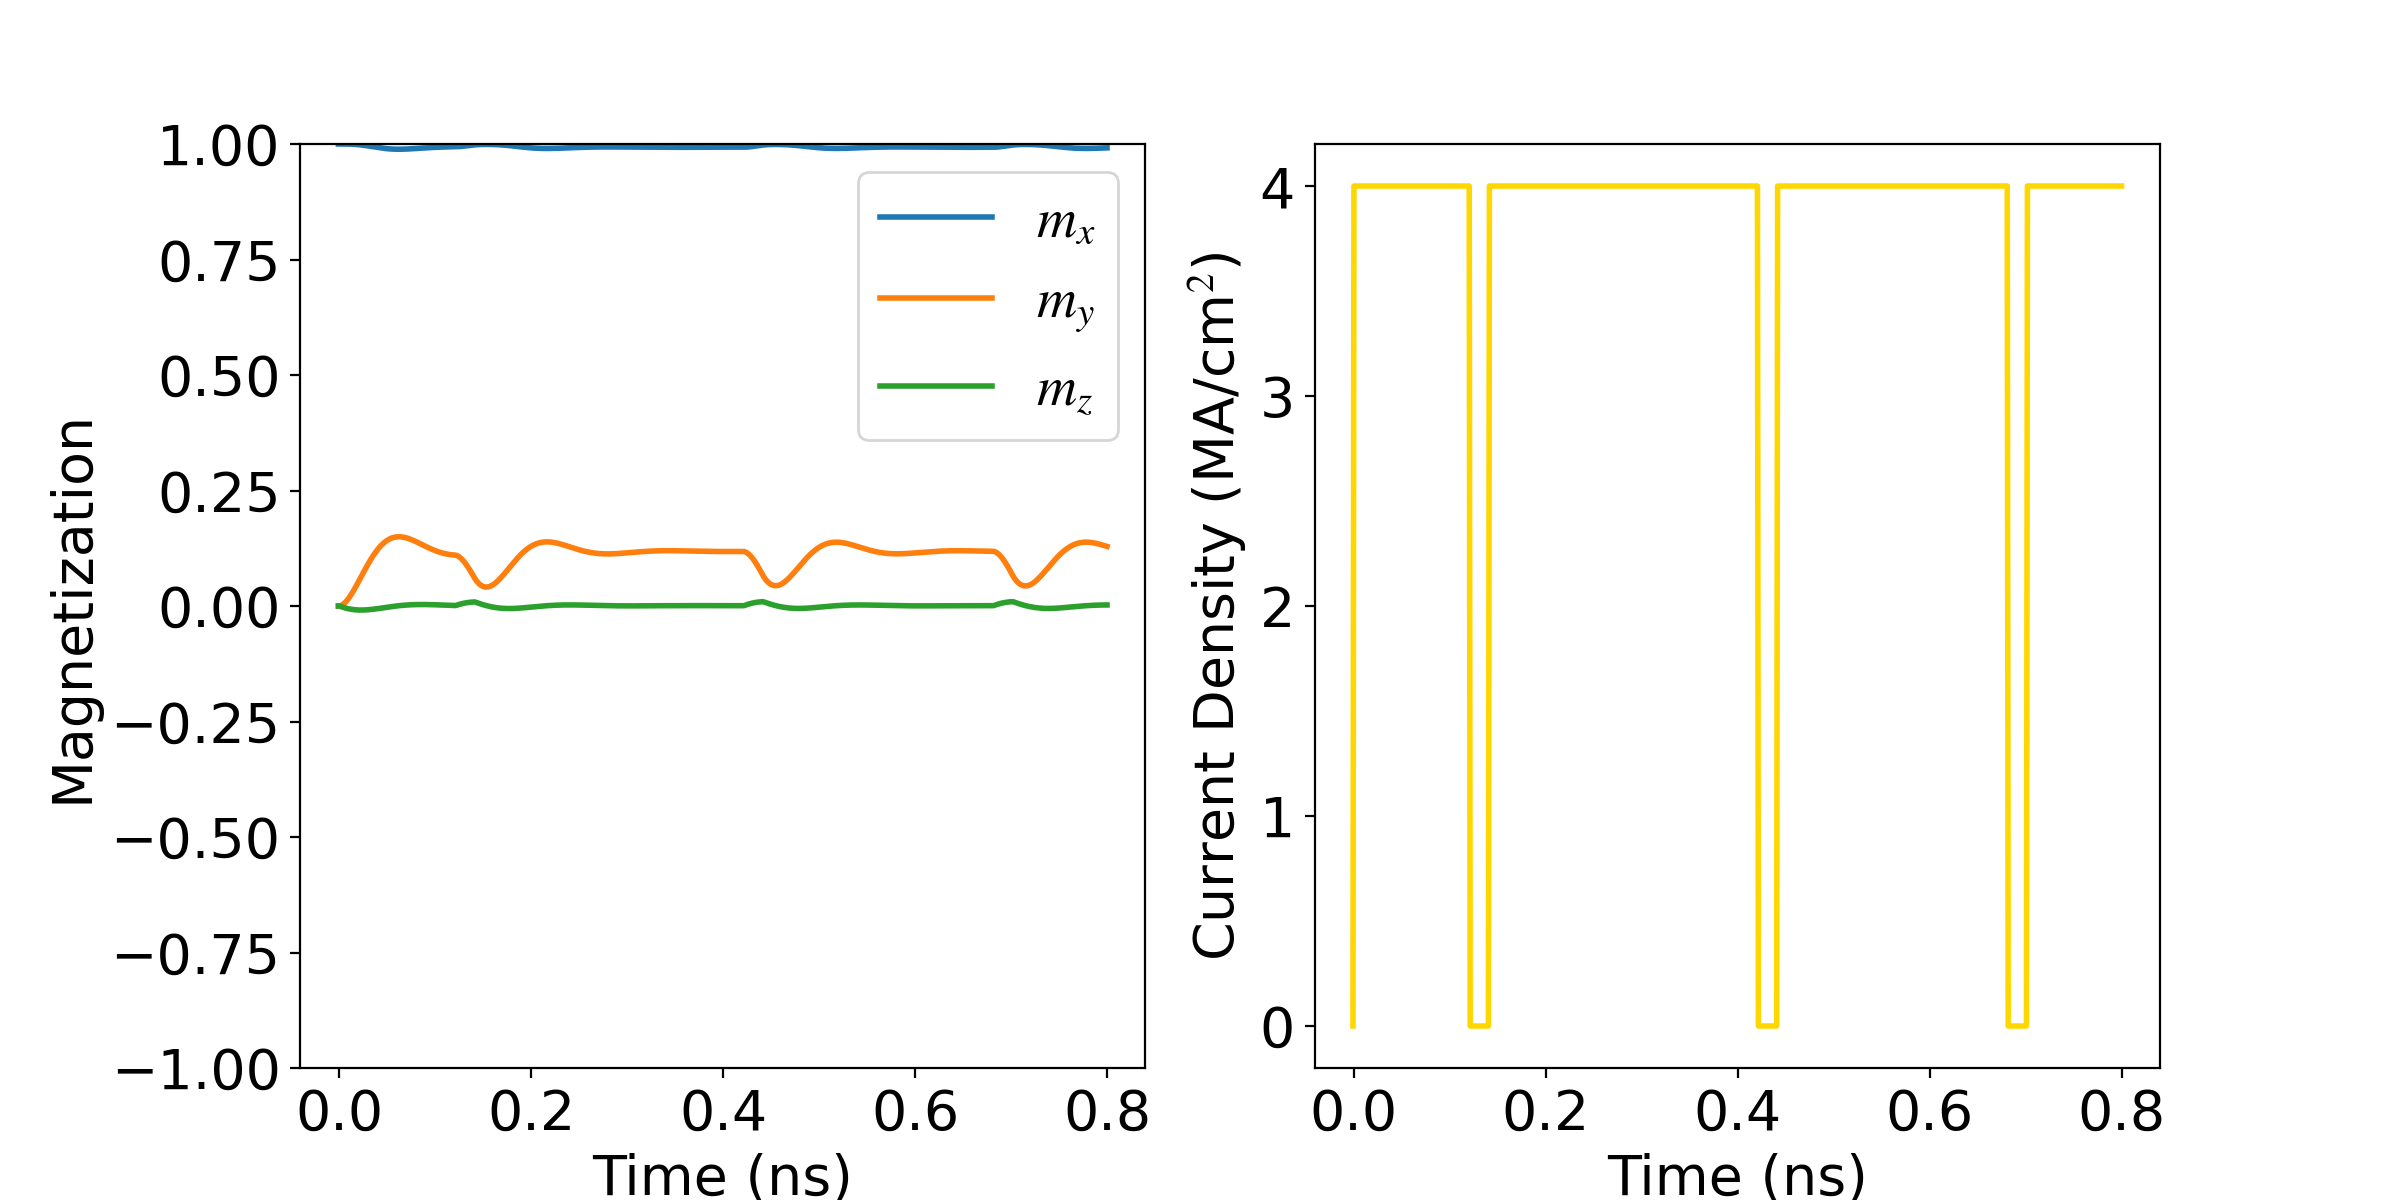 Magnetization
1.00
0.75
0.50
0.25
0.00
−0.25
−0.50
−0.75
−1.00
0.0 0.2 0.4 0.6 0.8
Time (ns)
m_x
m_y
m_z
Current Density (MA/cm²)
4
3
2
1
0
0.0 0.2 0.4 0.6 0.8
Time (ns)